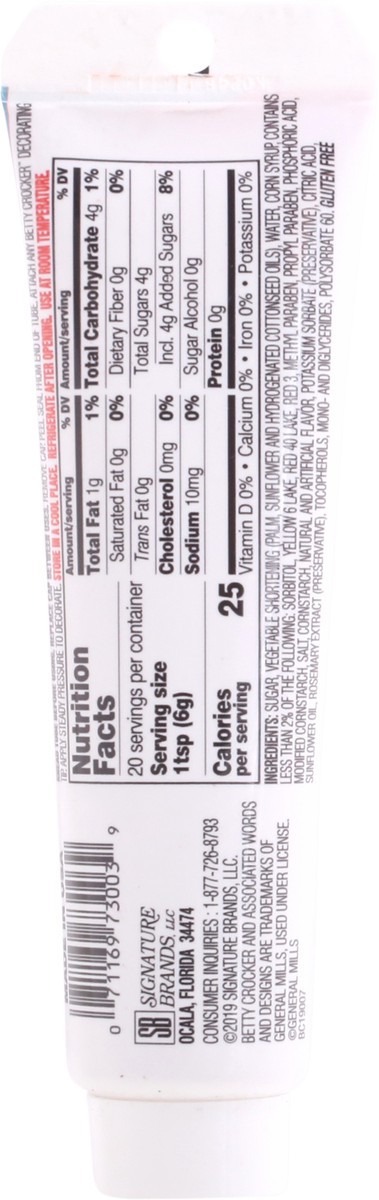 TIP. APPLY STEADY PRESSURE TO DECORATE. STORE IN A COOL PLACE. REFRIGERATE AFTER OPENING. USE AT ROOM TEMPERATURE.
Nutrition
Facts
20 servings per container
Serving size
1tsp (6g)
Calories
per serving
25
Amount/serving % DV
Total Fat 1g 1%
Saturated Fat 0g 0%
Trans Fat 0g
Cholesterol 0mg 0%
Sodium 10mg 0%
Amount/serving % DV
Total Carbohydrate 4g 1%
Dietary Fiber 0g 0%
Total Sugars 4g
Incl. 4g Added Sugars 8%
Sugar Alcohol 0g
Protein 0g
Vitamin D 0% • Calcium 0% • Iron 0% • Potassium 0%
INGREDIENTS: SUGAR, VEGETABLE SHORTENING (PALM, SUNFLOWER AND HYDROGENATED COTTONSEED OILS), WATER, CORN SYRUP, CONTAINS
LESS THAN 2% OF THE FOLLOWING: SORBITOL, YELLOW 6 LAKE, RED 40 LAKE, RED 3, METHYL PARABEN, PROPYL PARABEN, PHOSPHORIC ACID,
MODIFIED CORNSTARCH, SALT, CORNSTARCH, NATURAL AND ARTIFICIAL FLAVOR, POTASSIUM SORBATE (PRESERVATIVE), CITRIC ACID,
SUNFLOWER OIL, ROSEMARY EXTRACT (PRESERVATIVE), TOCOPHEROLS, MONO- AND DIGLYCERIDES, POLYSORBATE 60. GLUTEN FREE
0 71169 73003 9
SB SIGNATURE
BRANDS, LLC
OCALA, FLORIDA 34474
CONSUMER INQUIRIES : 1-877-726-8793
©2019 SIGNATURE BRANDS, LLC.
BETTY CROCKER AND ASSOCIATED WORDS
AND DESIGNS ARE TRADEMARKS OF
GENERAL MILLS, USED UNDER LICENSE.
©GENERAL MILLS
BC19007